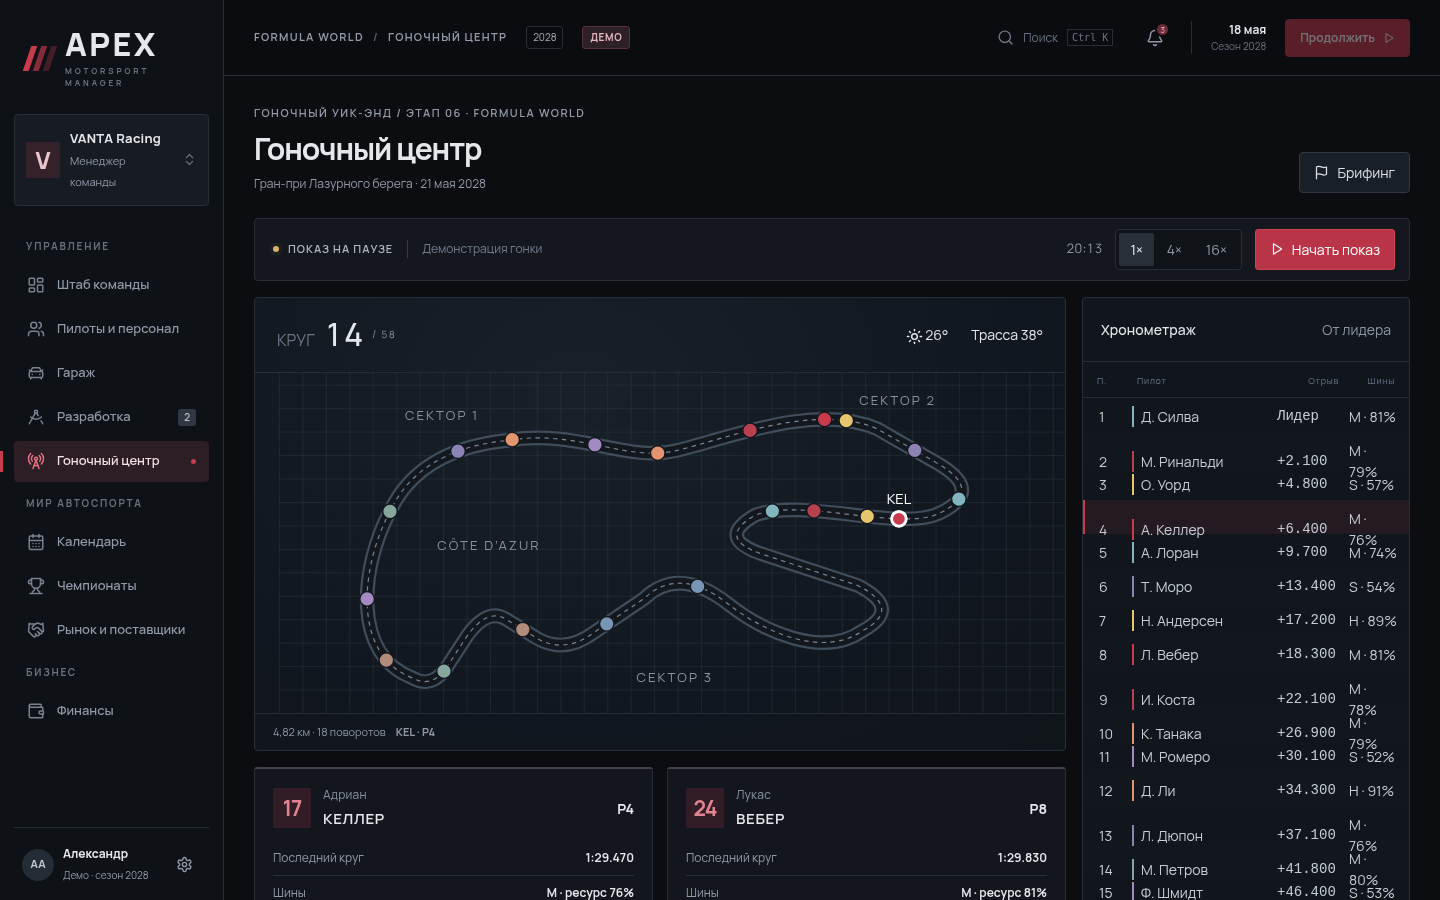 APEX
MOTORSPORT
MANAGER
V
VANTA Racing
Менеджер
команды
УПРАВЛЕНИЕ
Штаб команды
Пилоты и персонал
Гараж
Разработка 2
Гоночный центр
МИР АВТОСПОРТА
Календарь
Чемпионаты
Рынок и поставщики
БИЗНЕС
Финансы
AA
Александр
Демо · сезон 2028
FORMULA WORLD / ГОНОЧНЫЙ ЦЕНТР 2028 ДЕМО
Поиск Ctrl K
3
18 мая
Сезон 2028
Продолжить
ГОНОЧНЫЙ УИК-ЭНД / ЭТАП 06 · FORMULA WORLD
Гоночный центр
Гран-при Лазурного берега · 21 мая 2028
Брифинг
ПОКАЗ НА ПАУЗЕ Демонстрация гонки
20:13 1× 4× 16× Начать показ
КРУГ 14 / 58
26° Трасса 38°
СЕКТОР 1
СЕКТОР 2
KEL
CÔTE D'AZUR
СЕКТОР 3
4,82 км · 18 поворотов KEL · P4
17
Адриан
КЕЛЛЕР
P4
Последний круг 1:29.470
Шины M · ресурс 76%
24
Лукас
ВЕБЕР
P8
Последний круг 1:29.830
Шины M · ресурс 81%
Хронометраж От лидера
П. Пилот Отрыв Шины
1 Д. Силва Лидер M · 81%
2 М. Ринальди +2.100 M · 79%
3 О. Уорд +4.800 S · 57%
4 А. Келлер +6.400 M · 76%
5 А. Лоран +9.700 M · 74%
6 Т. Моро +13.400 S · 54%
7 Н. Андерсен +17.200 H · 89%
8 Л. Вебер +18.300 M · 81%
9 И. Коста +22.100 M · 78%
10 К. Танака +26.900 M · 79%
11 М. Ромеро +30.100 S · 52%
12 Д. Ли +34.300 H · 91%
13 Л. Дюпон +37.100 M · 76%
14 М. Петров +41.800 M · 80%
15 Ф. Шмидт +46.400 S · 53%